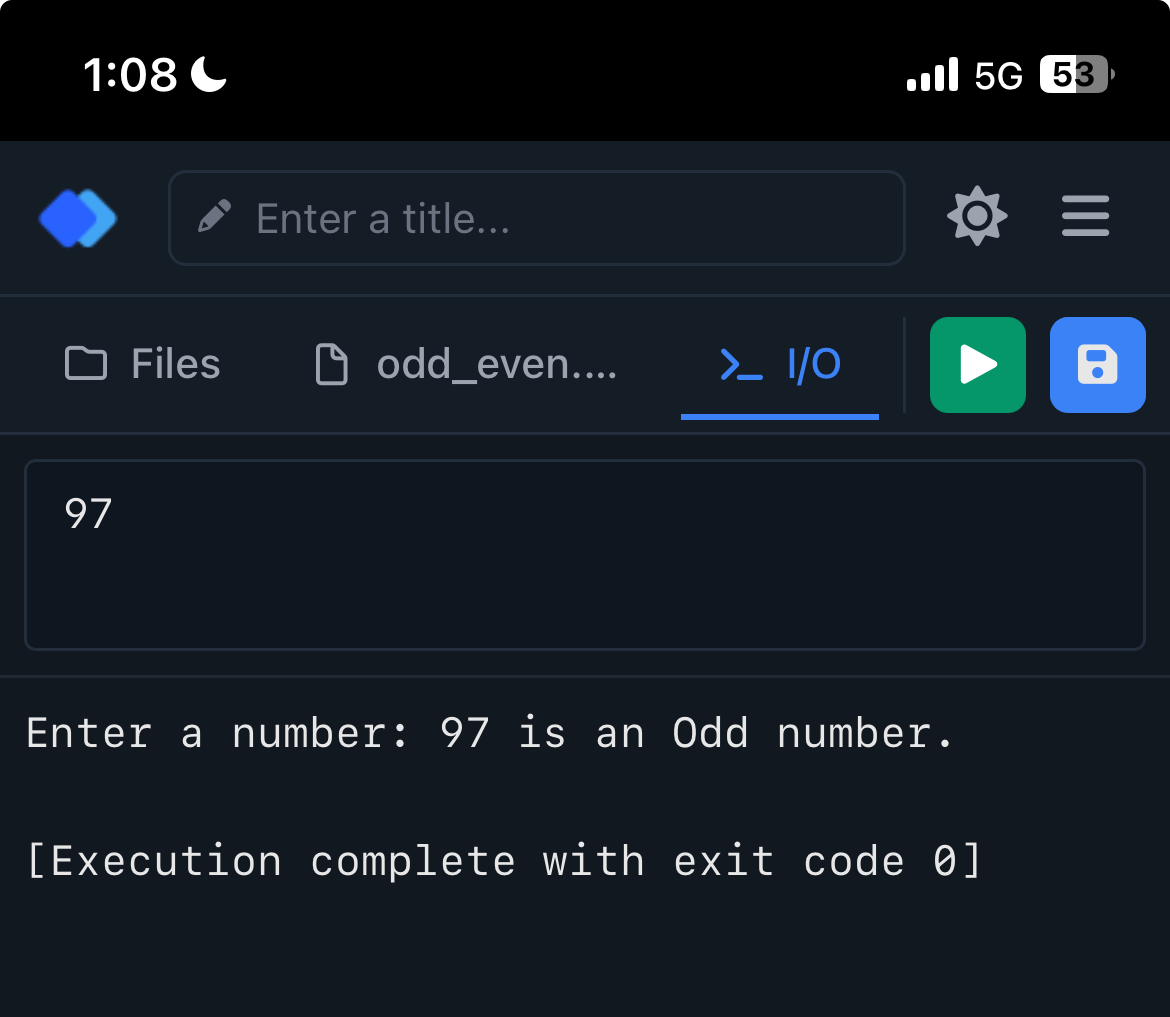 1:08 5G 53
Enter a title...
Files odd_even.... >_ I/O
97
Enter a number: 97 is an Odd number.
[Execution complete with exit code 0]